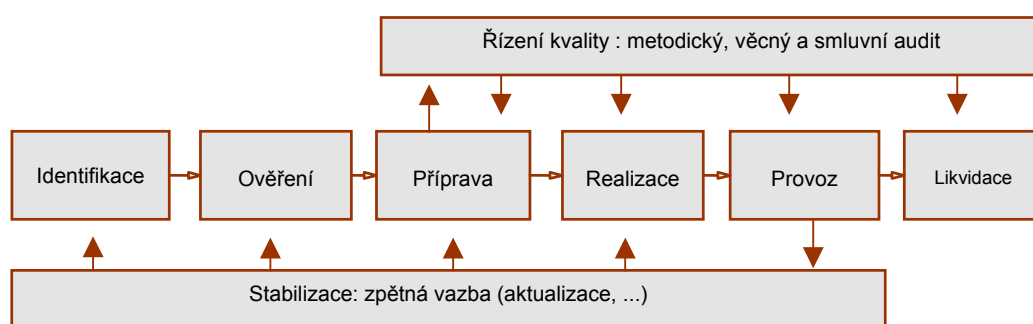 Řízení kvality : metodický, věcný a smluvní audit
Identifikace
Ověření
Příprava
Realizace
Provoz
Likvidace
Stabilizace: zpětná vazba (aktualizace, ...)